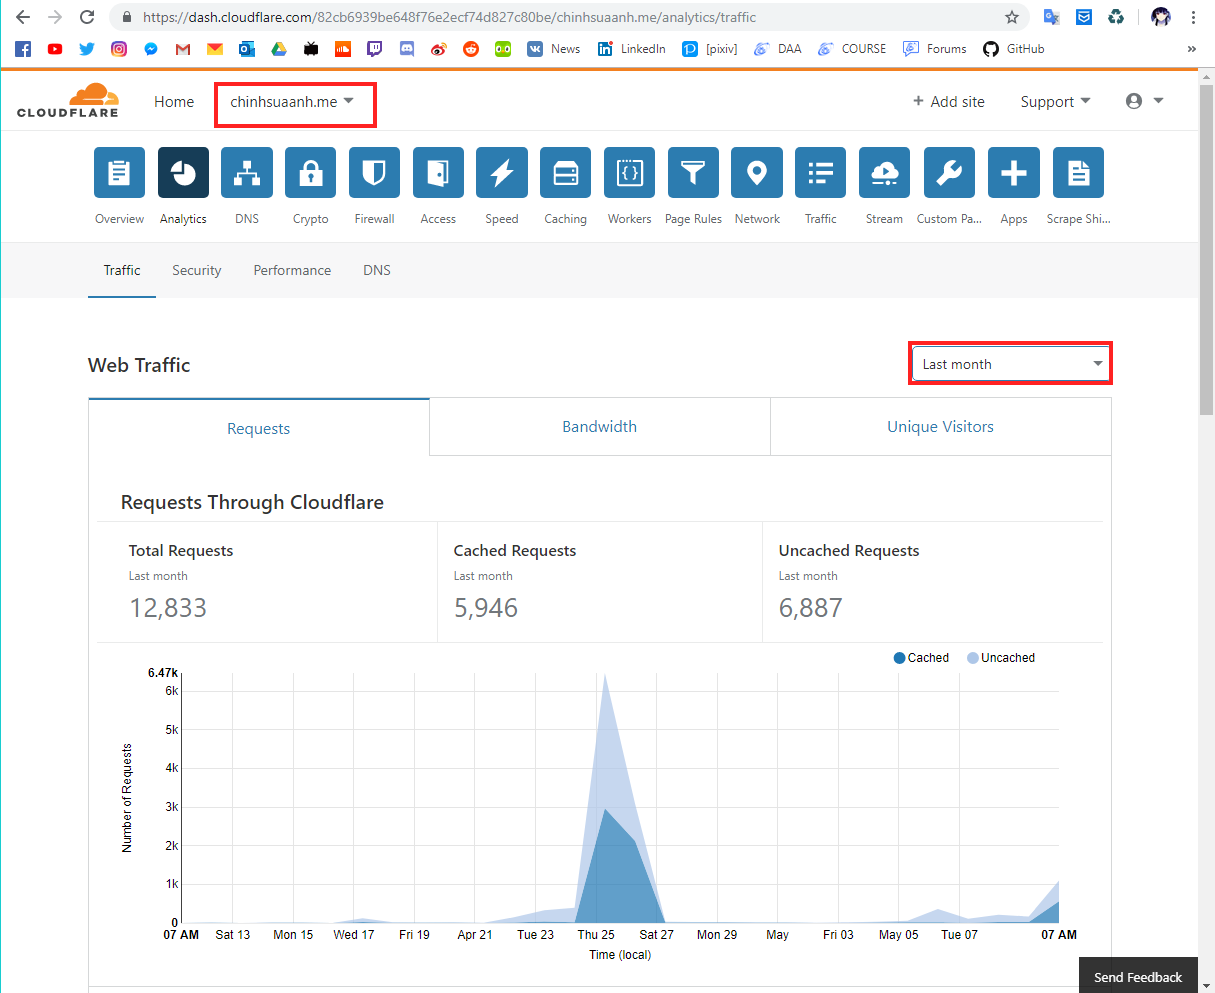 https://dash.cloudflare.com/82cb6939be648f76e2ecf74d827c80be/chinhsuaanh.me/analytics/traffic
News LinkedIn [pixiv] DAA COURSE Forums GitHub »
CLOUDFLARE Home chinhsuaanh.me + Add site Support
Overview Analytics DNS Crypto Firewall Access Speed Caching Workers Page Rules Network Traffic Stream Custom Pa... Apps Scrape Shi...
Traffic Security Performance DNS
Web Traffic Last month
Requests Bandwidth Unique Visitors
Requests Through Cloudflare
Total Requests Cached Requests Uncached Requests
Last month Last month Last month
12,833 5,946 6,887
Cached Uncached
6.47k
6k
5k
4k
3k
2k
1k
0
Number of Requests
07 AM Sat 13 Mon 15 Wed 17 Fri 19 Apr 21 Tue 23 Thu 25 Sat 27 Mon 29 May Fri 03 May 05 Tue 07 07 AM
Time (local)
Send Feedback